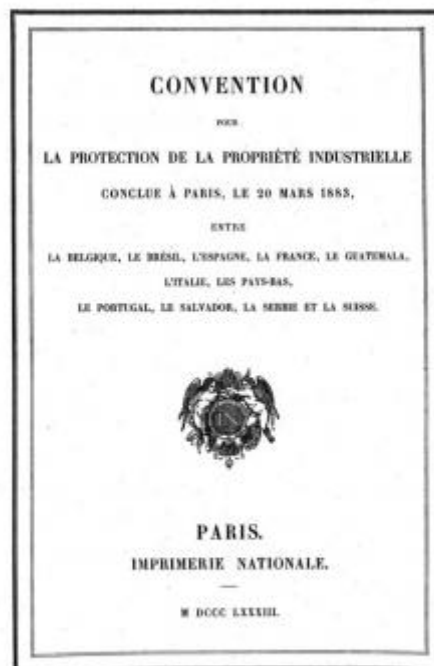 CONVENTION
POUR
LA PROTECTION DE LA PROPRIÉTÉ INDUSTRIELLE
CONCLUE À PARIS, LE 20 MARS 1883,
ENTRE
LA BELGIQUE, LE BRÉSIL, L'ESPAGNE, LA FRANCE, LE GUATEMALA,
L'ITALIE, LES PAYS-BAS,
LE PORTUGAL, LE SALVADOR, LA SERBIE ET LA SUISSE.
IN
PARIS.
IMPRIMERIE NATIONALE.
M DCCC LXXXIII.